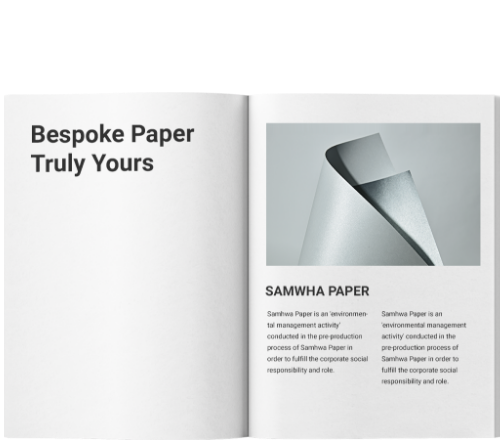 Bespoke Paper
Truly Yours
SAMWHA PAPER
Samhwa Paper is an 'environmen-
tal management activity'
conducted in the pre-production
process of Samhwa Paper in
order to fulfill the corporate social
responsibility and role.
Samhwa Paper is an
'environmental management
activity' conducted in the
pre-production process of
Samhwa Paper in order to
fulfill the corporate social
responsibility and role.